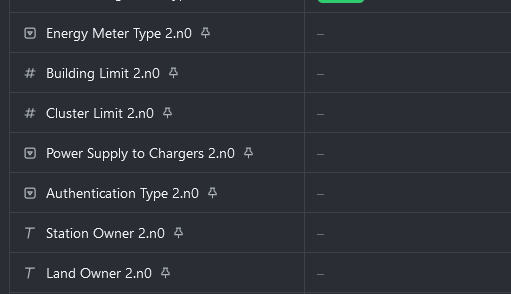 Energy Meter Type 2.n0
–
# Building Limit 2.n0
–
# Cluster Limit 2.n0
–
Power Supply to Chargers 2.n0
–
Authentication Type 2.n0
–
T Station Owner 2.n0
–
T Land Owner 2.n0
–